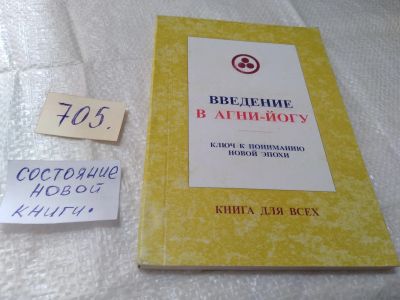 ВВЕДЕНИЕ
В АГНИ-ЙОГУ
КЛЮЧ К ПОНИМАНИЮ
НОВОЙ ЭПОХИ
КНИГА ДЛЯ ВСЕХ
705.
СОСТОЯНИЕ
НОВОЙ
КНИГИ.